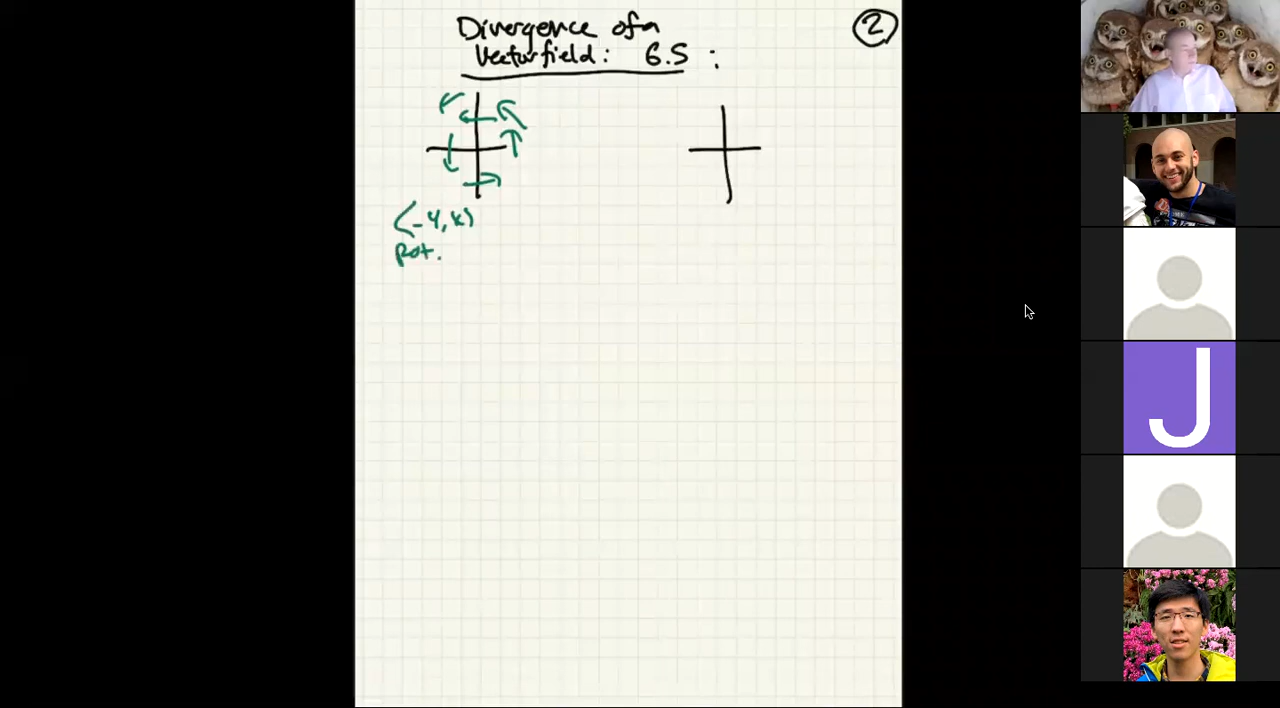 Divergence of a
Vectorfield: 6.5 :
2
(-y, x)
Rot.
J